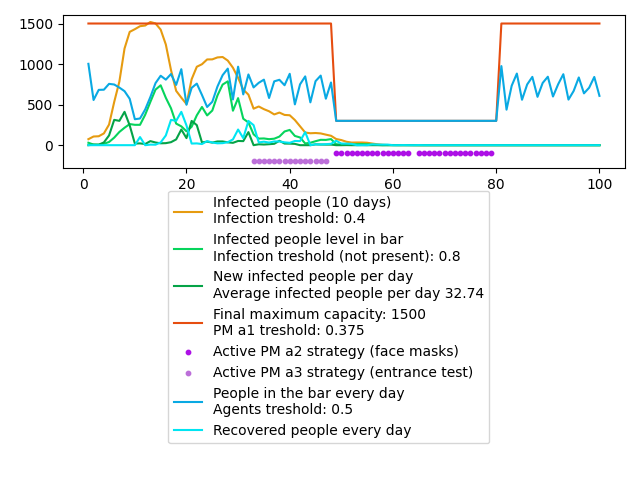 1500
1000
500
0
0 20 40 60 80 100
Infected people (10 days)
Infection treshold: 0.4
Infected people level in bar
Infection treshold (not present): 0.8
New infected people per day
Average infected people per day 32.74
Final maximum capacity: 1500
PM a1 treshold: 0.375
Active PM a2 strategy (face masks)
Active PM a3 strategy (entrance test)
People in the bar every day
Agents treshold: 0.5
Recovered people every day